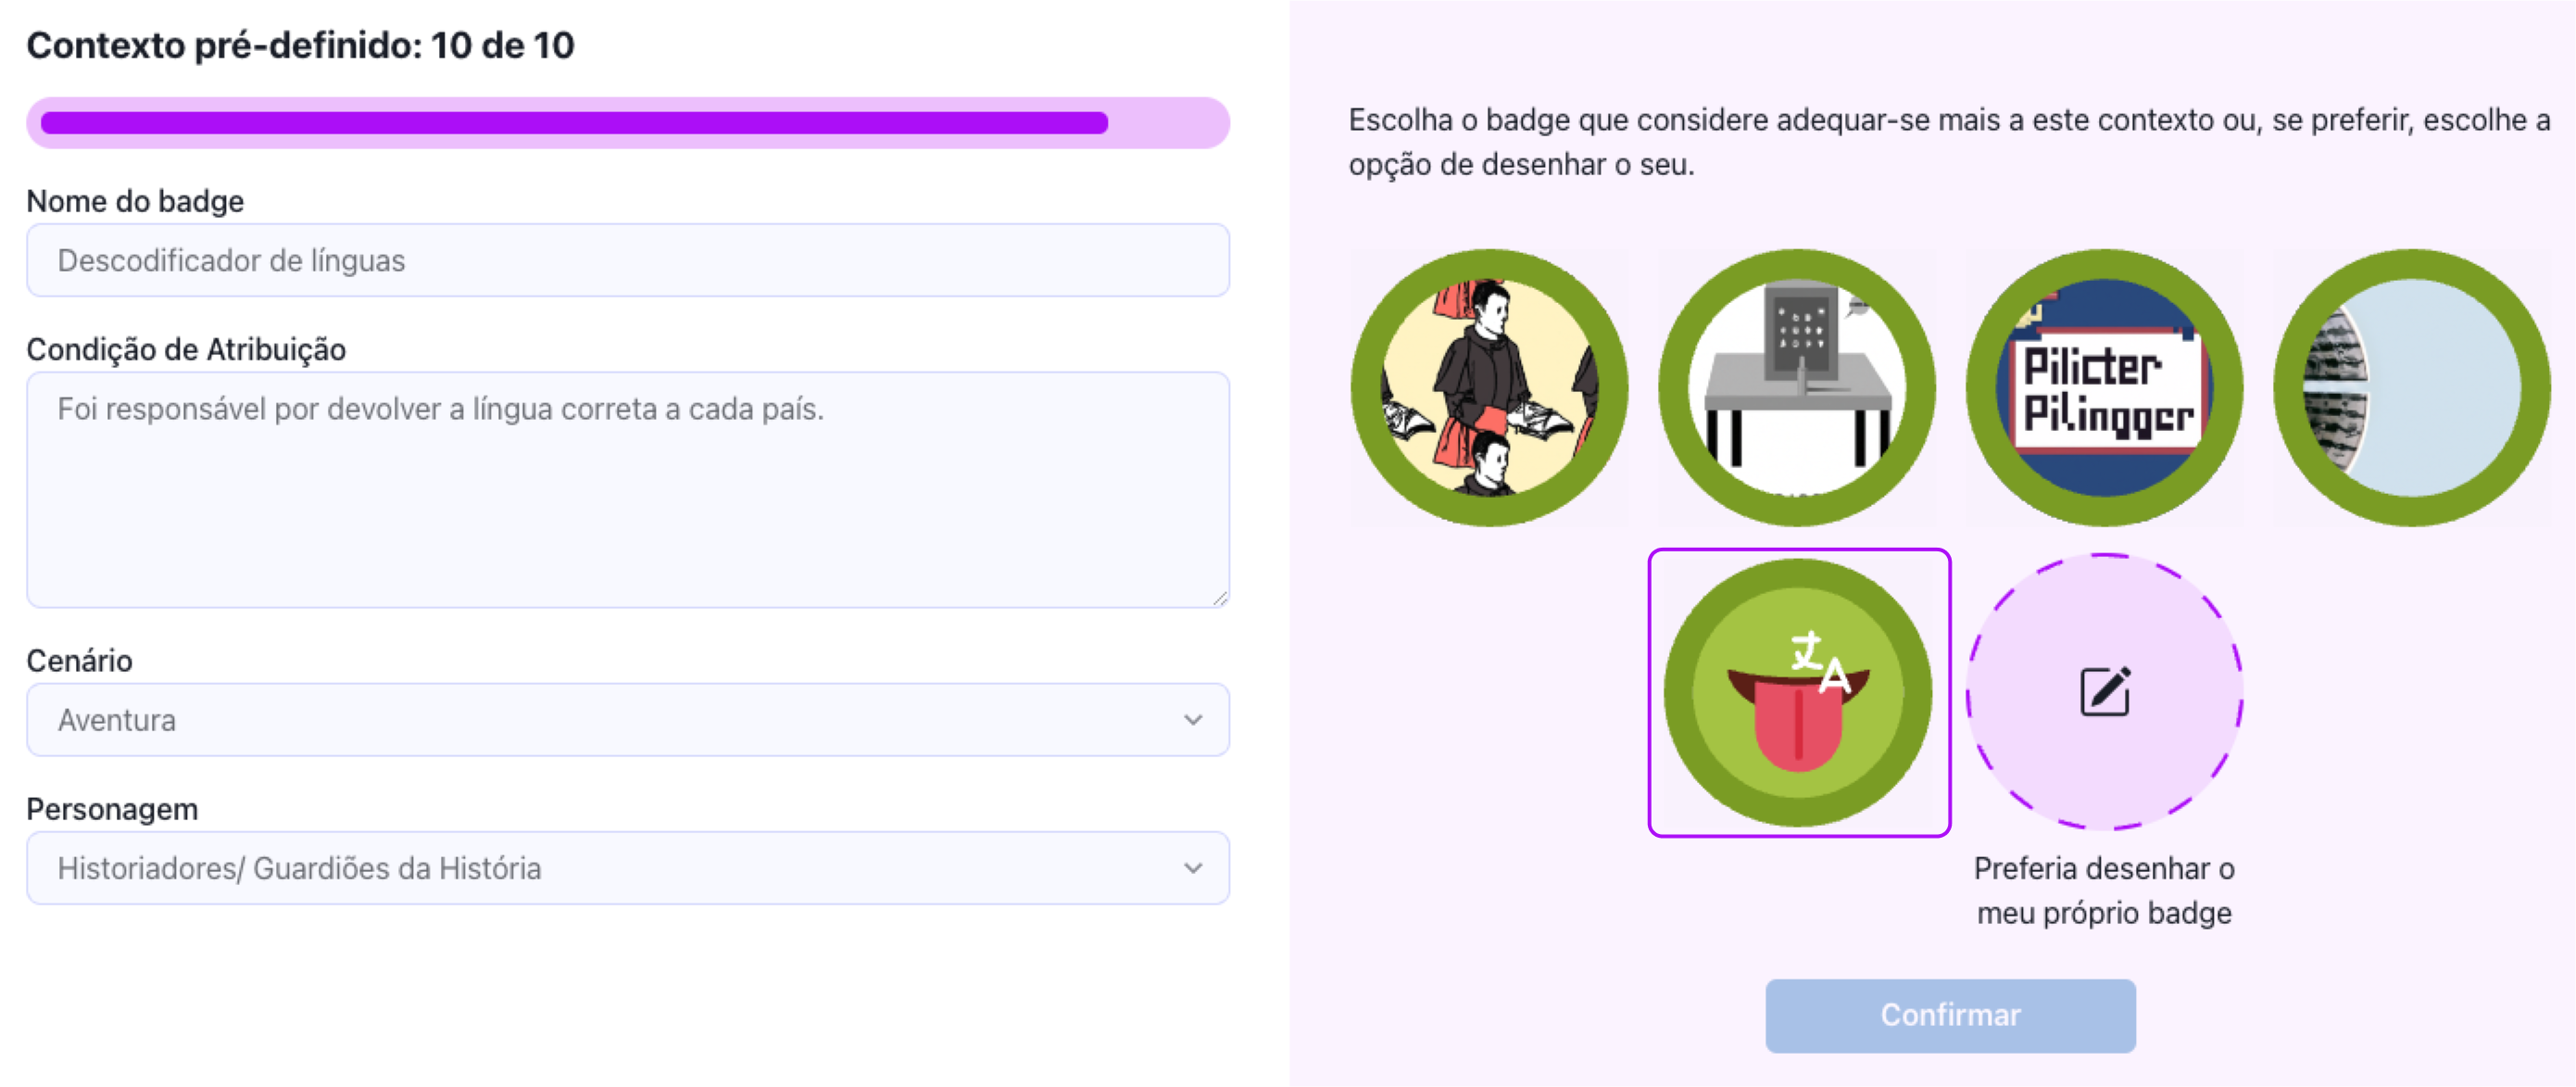 Contexto pré-definido: 10 de 10
Nome do badge
Descodificador de línguas
Condição de Atribuição
Foi responsável por devolver a língua correta a cada país.
Cenário
Aventura
Personagem
Historiadores/ Guardiões da História
Escolha o badge que considere adequar-se mais a este contexto ou, se preferir, escolhe a
opção de desenhar o seu.
Pilicter
Pilingger
A
Preferia desenhar o
meu próprio badge
Confirmar